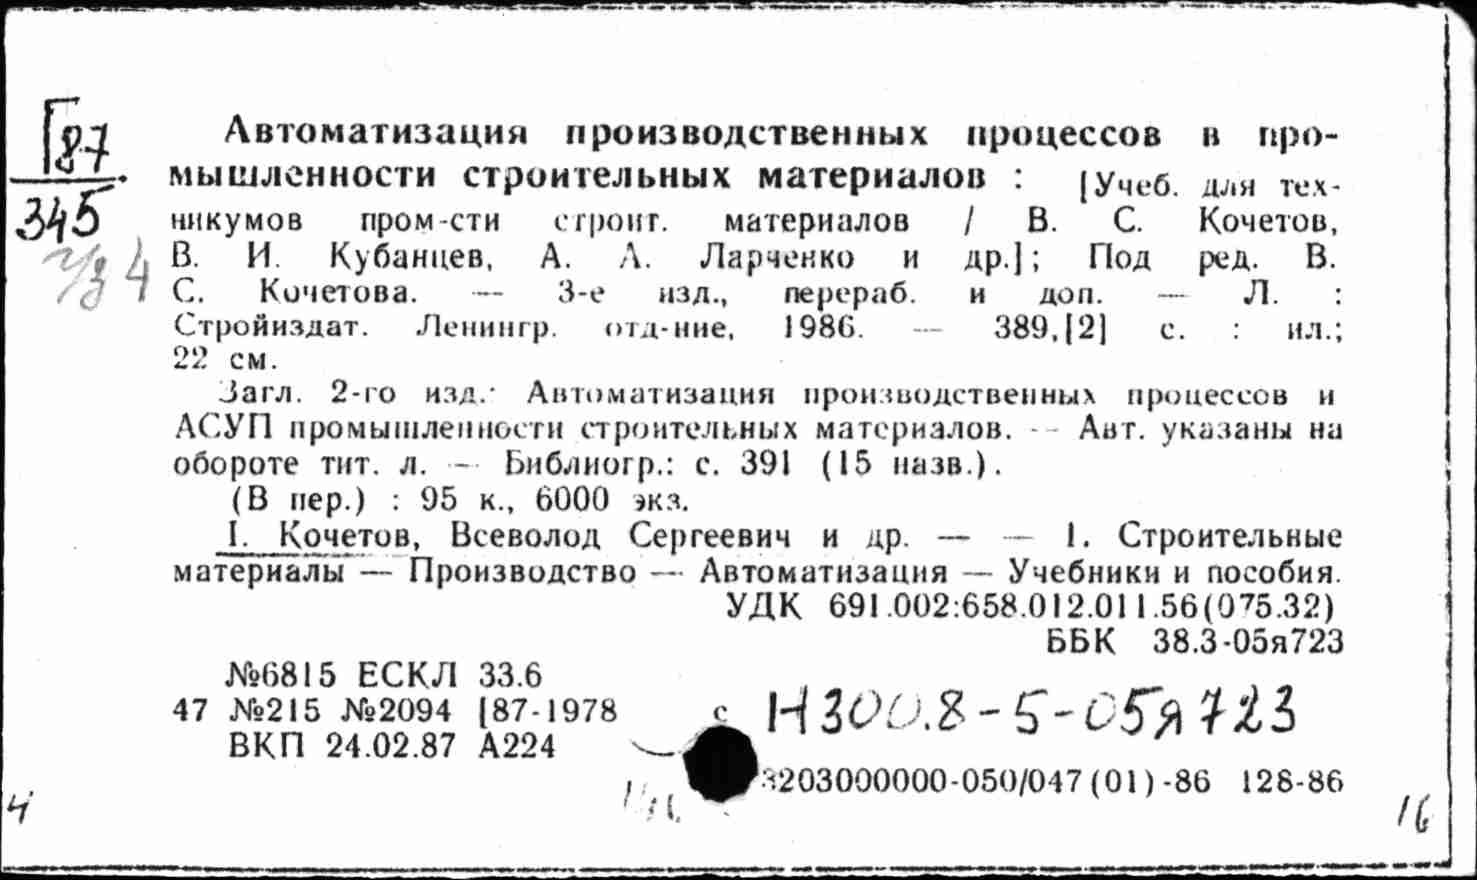 Г87
345
4
Автоматизация производственных процессов в про-
мышленности строительных материалов : [Учеб. для тех-
никумов пром-сти строит. материалов / В. С. Кочетов,
В. И. Кубанцев, А. А. Ларченко и др.]; Под ред. В.
С. Кочетова. — 3-е изд., перераб. и доп. — Л. :
Стройиздат. Ленингр. отд-ние, 1986. — 389,[2] с. : ил.;
22 см.
Загл. 2-го изд.: Автоматизация производственных процессов и
АСУП промышленности строительных материалов. — Авт. указаны на
обороте тит. л. — Библиогр.: с. 391 (15 назв.).
(В пер.) : 95 к., 6000 экз.
I. Кочетов, Всеволод Сергеевич и др. — — 1. Строительные
материалы — Производство — Автоматизация — Учебники и пособия.
УДК 691.002:658.012.011.56(075.32)
ББК 38.3-05я723
№6815 ЕСКЛ 33.6
47 №215 №2094 [87-1978 с Н300.8-5-05я723
ВКП 24.02.87 А224
3203000000-050/047(01)-86 128-86
4
16